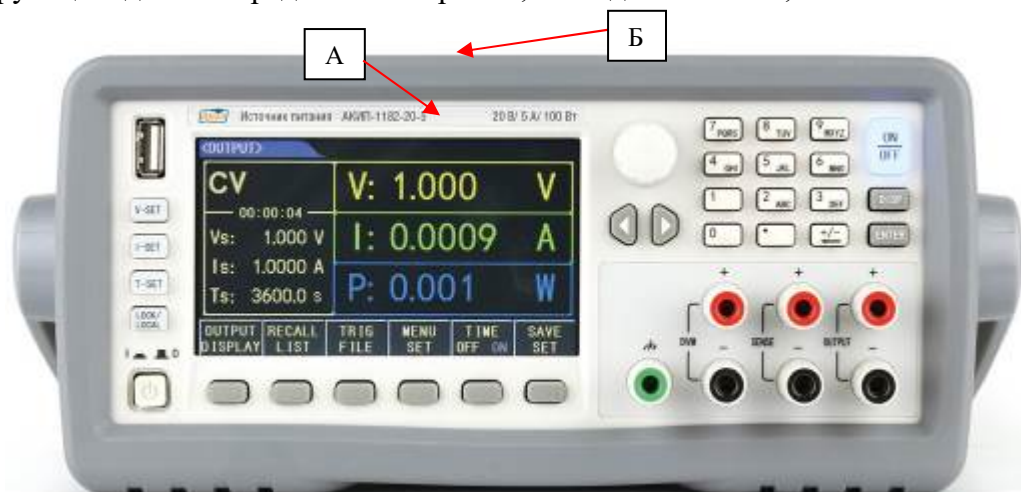 А
Б
Источник питания АКИП-1182-20-5
20 В/ 5 А/ 100 Вт
<OUTPUT>
CV
00:00:04
Vs: 1.000 V
Is: 1.0000 A
Ts: 3600.0 s
V: 1.000 V
I: 0.0009 A
P: 0.001 W
OUTPUT DISPLAY
RECALL LIST
TRIG FILE
MENU SET
TIME OFF ON
SAVE SET
V-SET
I-SET
T-SET
LOCK/LOCAL
7 PQRS
8 TUV
9 WXYZ
ON OFF
4 GHI
5 JKL
6 MNO
1
2 ABC
3 DEF
0
.
+/-
ENTER
+ + +
DVM
SENSE
OUTPUT
- - -